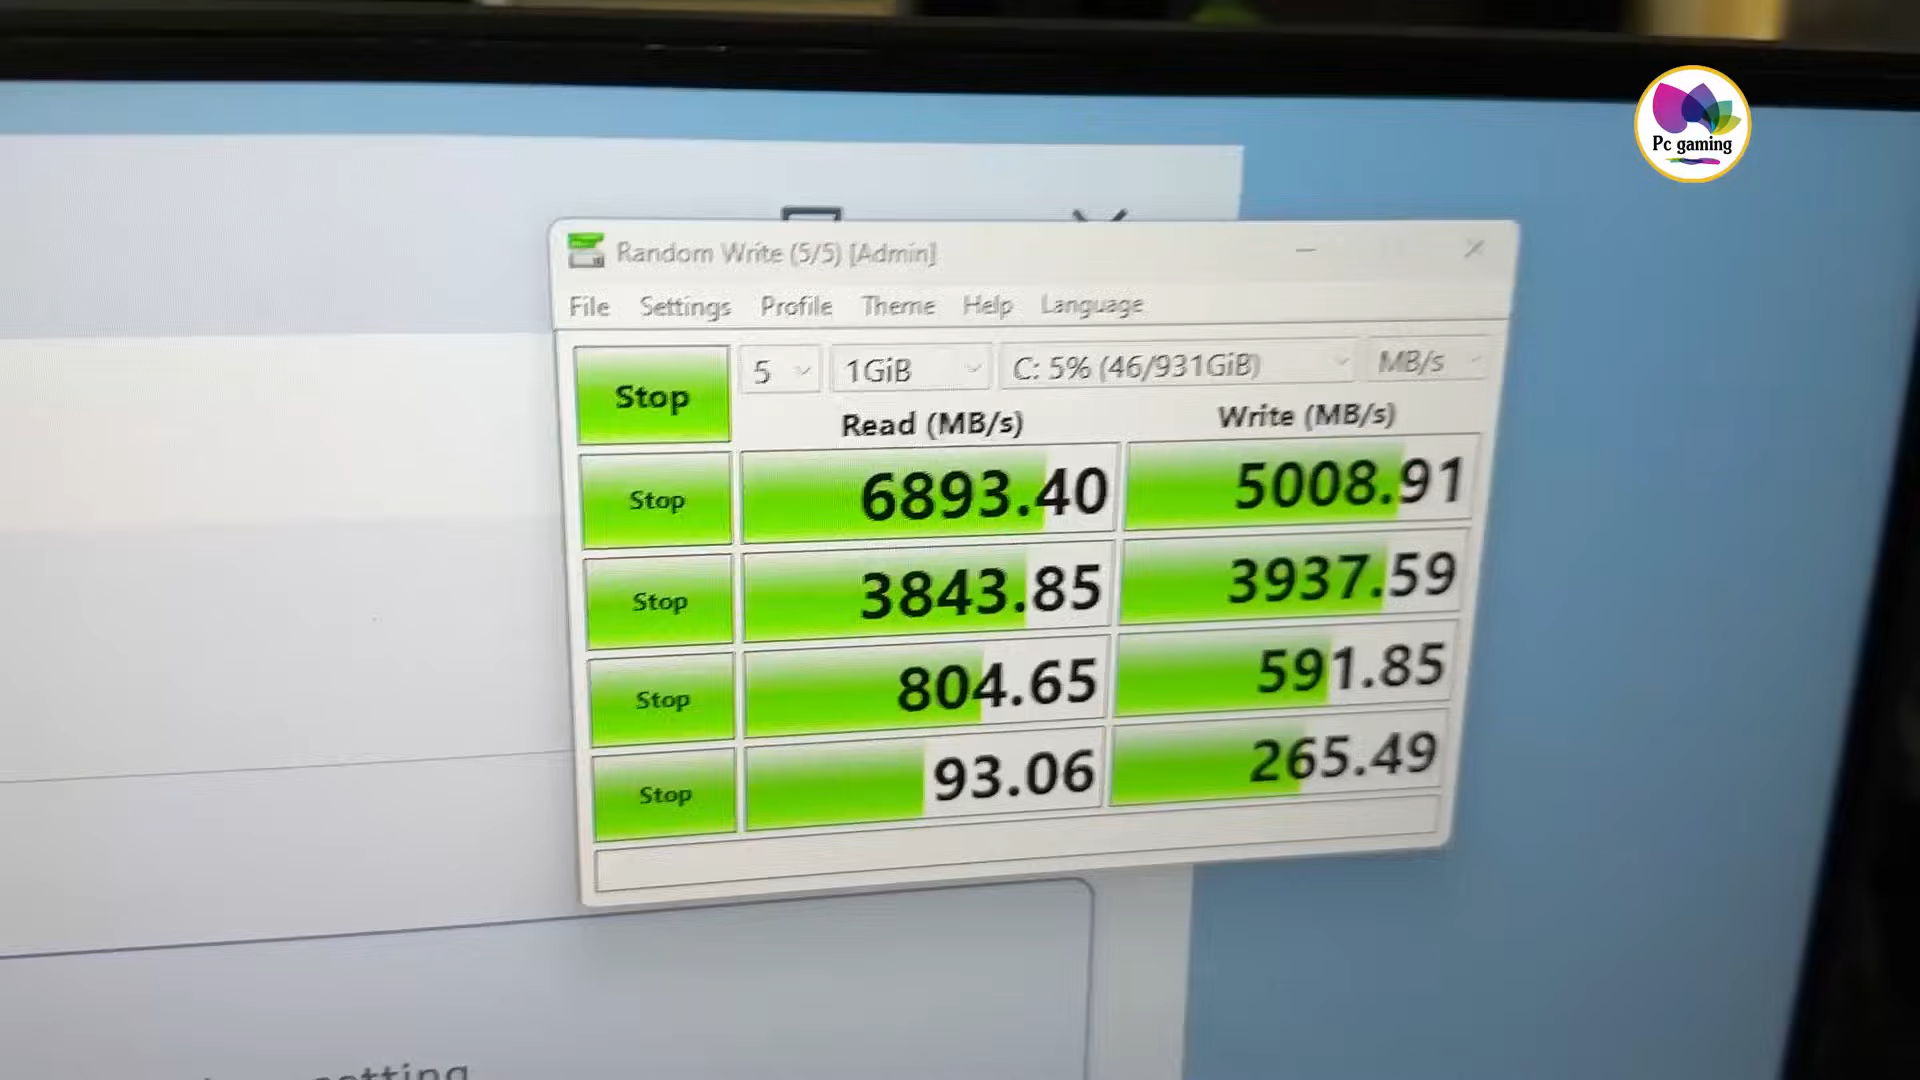 Pc gaming
Random Write (5/5) [Admin]
File Settings Profile Theme Help Language
Stop 5 1GiB C: 5% (46/931GiB) MB/s
Read (MB/s) Write (MB/s)
Stop 6893.40 5008.91
Stop 3843.85 3937.59
Stop 804.65 591.85
Stop 93.06 265.49